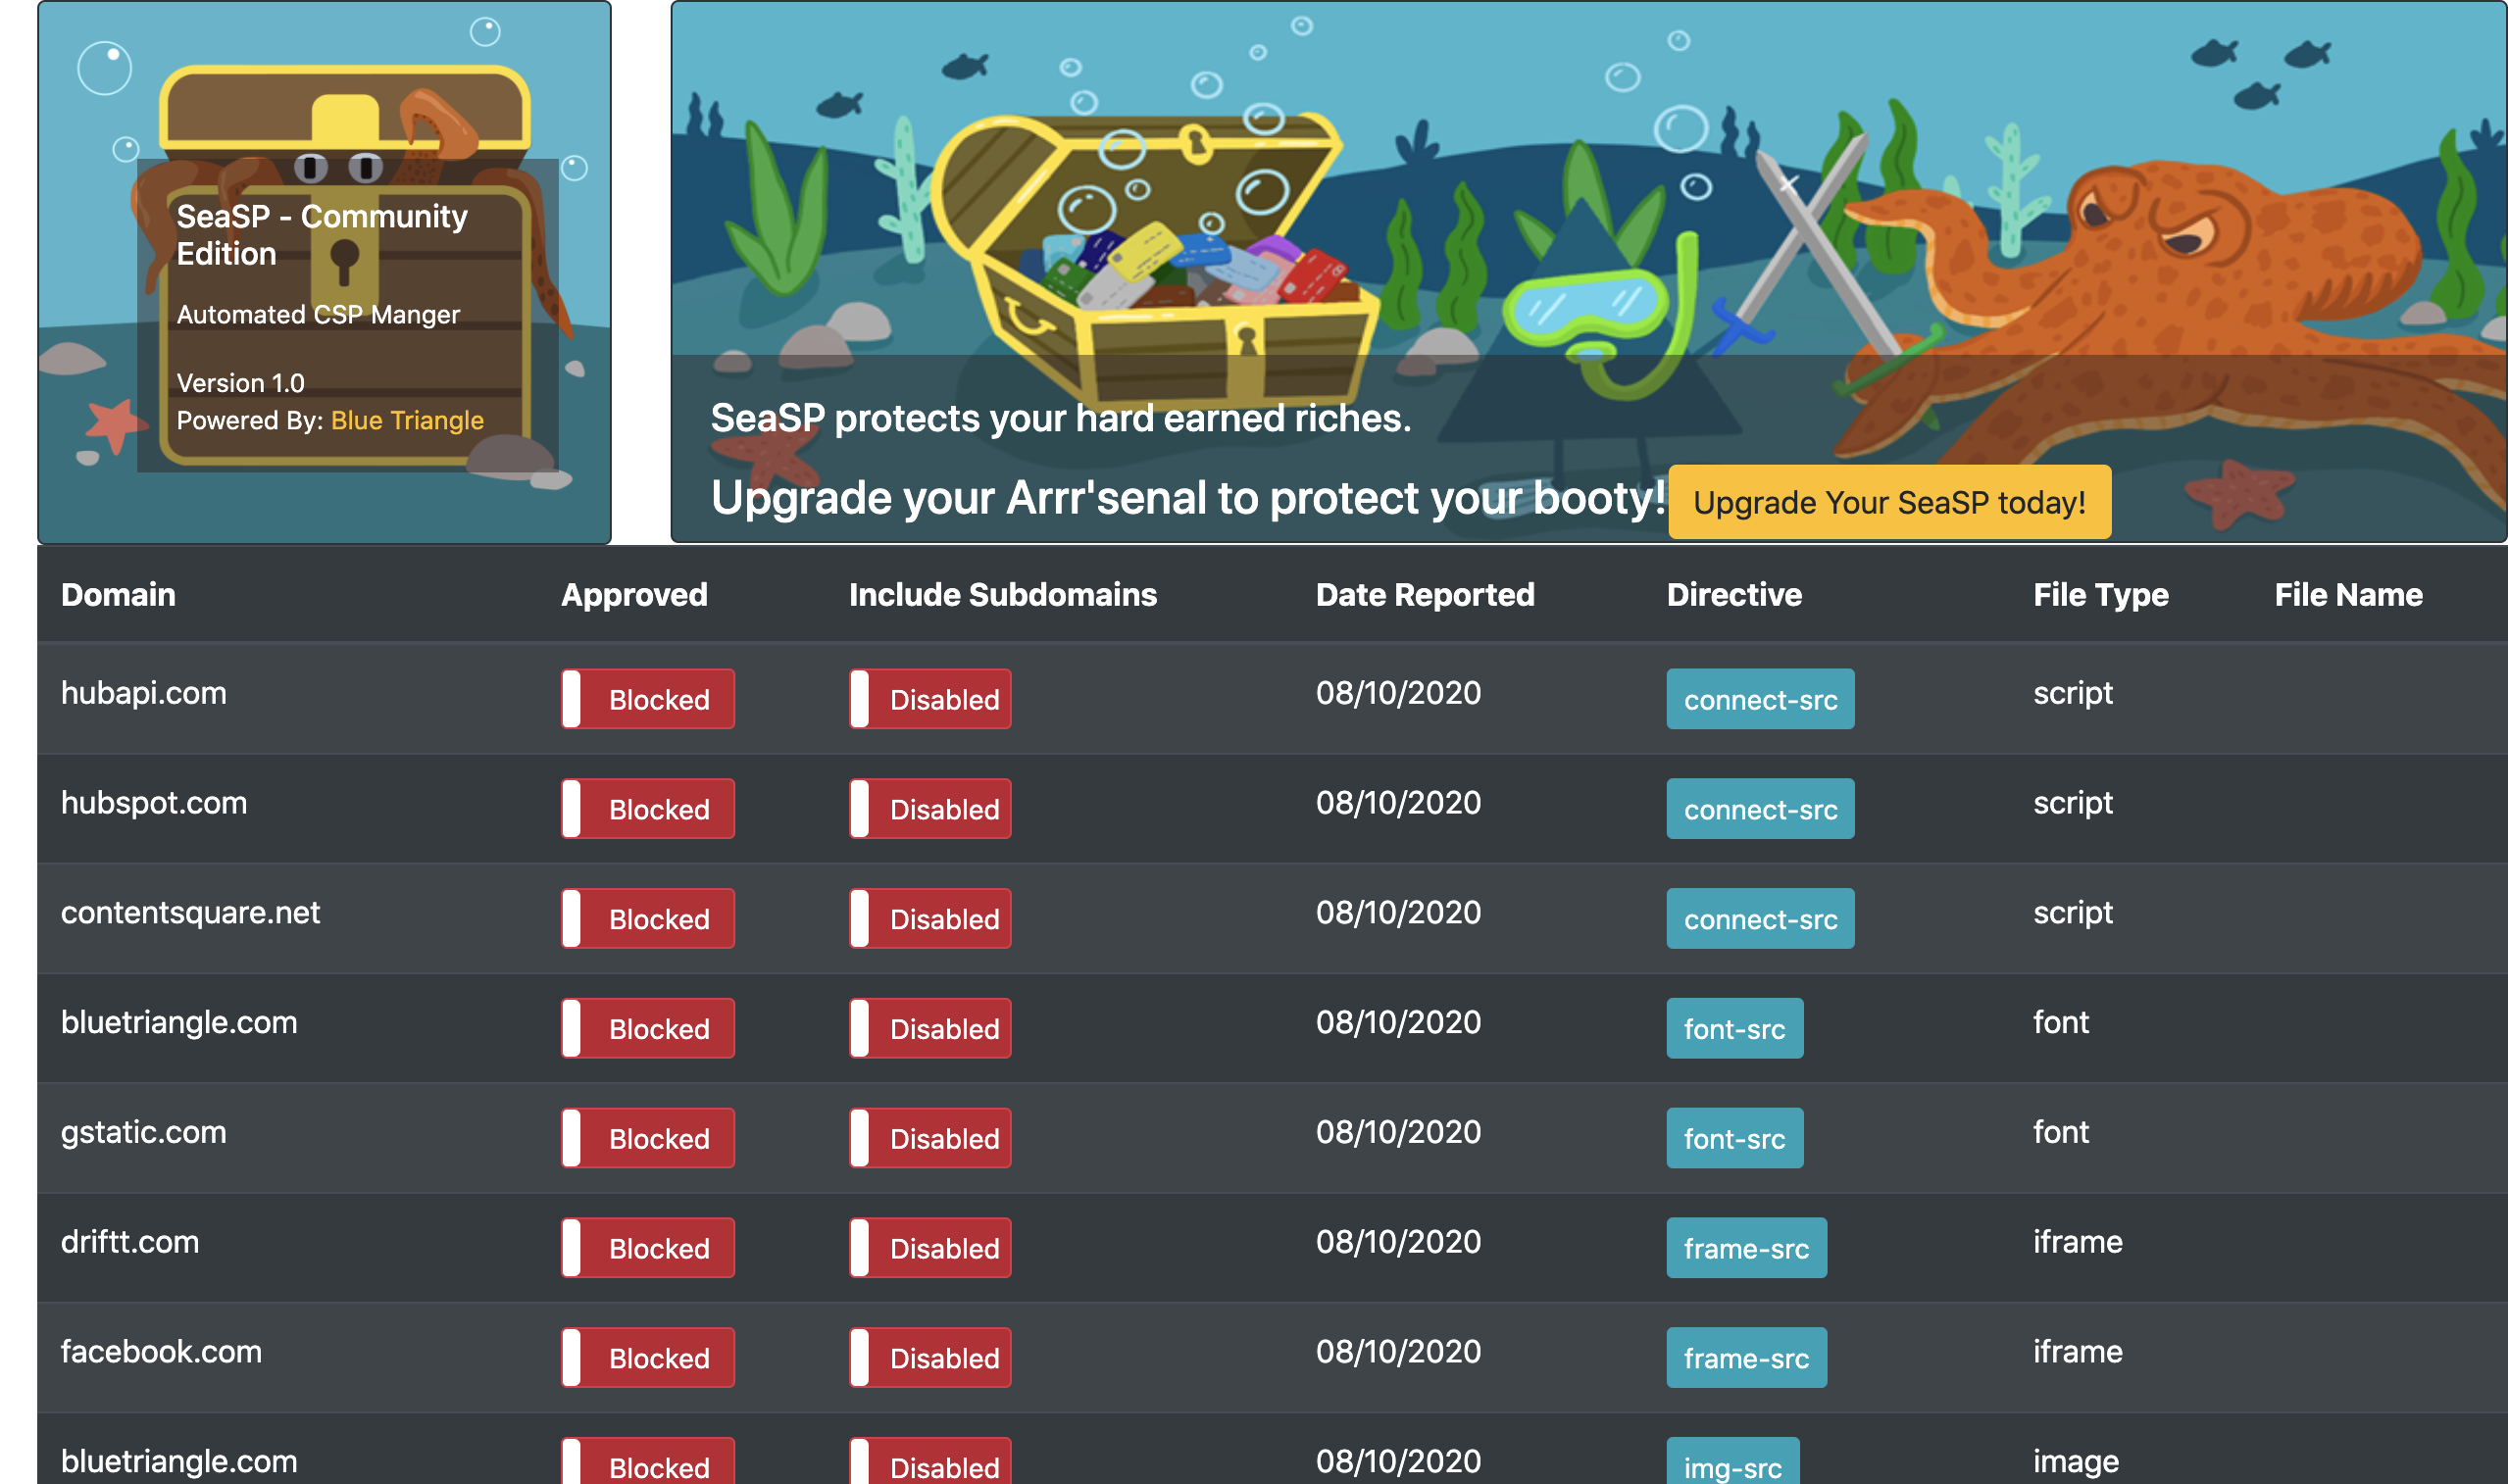 SeaSP - Community
Edition
Automated CSP Manger
Version 1.0
Powered By: Blue Triangle
SeaSP protects your hard earned riches.
Upgrade your Arrr'senal to protect your booty! Upgrade Your SeaSP today!
Domain Approved Include Subdomains Date Reported Directive File Type File Name
hubapi.com Blocked Disabled 08/10/2020 connect-src script
hubspot.com Blocked Disabled 08/10/2020 connect-src script
contentsquare.net Blocked Disabled 08/10/2020 connect-src script
bluetriangle.com Blocked Disabled 08/10/2020 font-src font
gstatic.com Blocked Disabled 08/10/2020 font-src font
driftt.com Blocked Disabled 08/10/2020 frame-src iframe
facebook.com Blocked Disabled 08/10/2020 frame-src iframe
bluetriangle.com Blocked Disabled 08/10/2020 img-src image